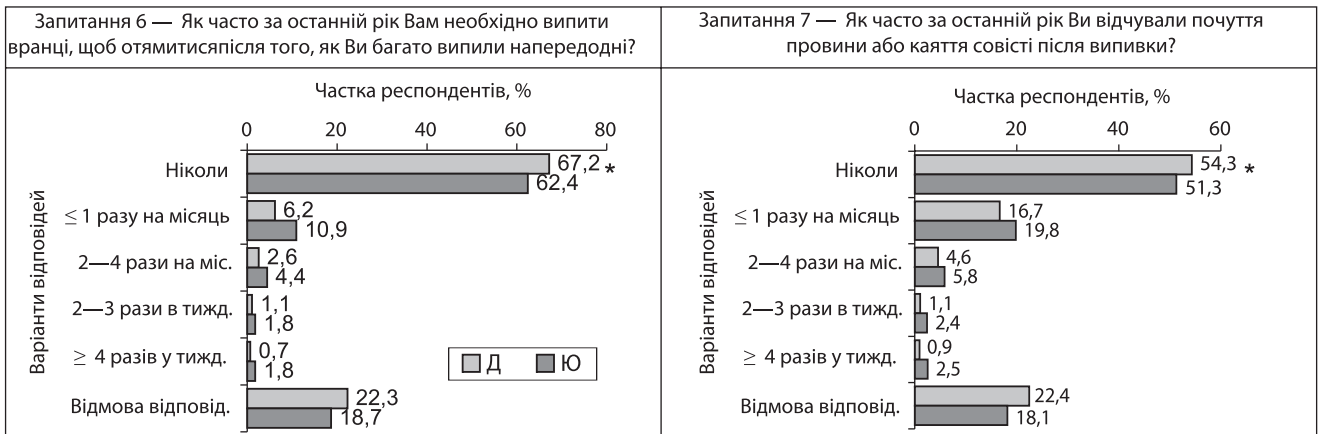 Запитання 6 — Як часто за останній рік Вам необхідно випити
вранці, щоб отямитисяпісля того, як Ви багато випили напередодні?
Частка респондентів, %
0 20 40 60 80
Варіанти відповідей
Ніколи 67,2 *
62,4
≤ 1 разу на місяць 6,2
10,9
2—4 рази на міс. 2,6
4,4
2—3 рази в тижд. 1,1
1,8
≥ 4 разів у тижд. 0,7
1,8
Д Ю
Відмова відповід. 22,3
18,7
Запитання 7 — Як часто за останній рік Ви відчували почуття
провини або каяття совісті після випивки?
Частка респондентів, %
0 20 40 60
Варіанти відповідей
Ніколи 54,3 *
51,3
≤ 1 разу на місяць 16,7
19,8
2—4 рази на міс. 4,6
5,8
2—3 рази в тижд. 1,1
2,4
≥ 4 разів у тижд. 0,9
2,5
Відмова відповід. 22,4
18,1